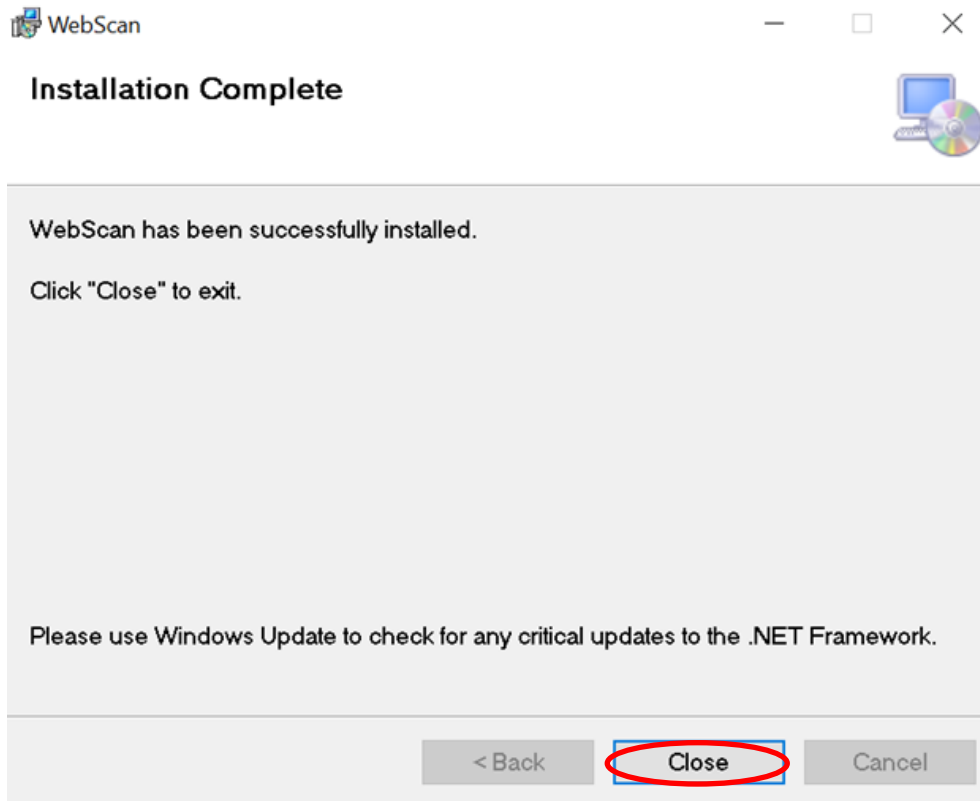 WebScan
Installation Complete
WebScan has been successfully installed.
Click "Close" to exit.
Please use Windows Update to check for any critical updates to the .NET Framework.
< Back
Close
Cancel